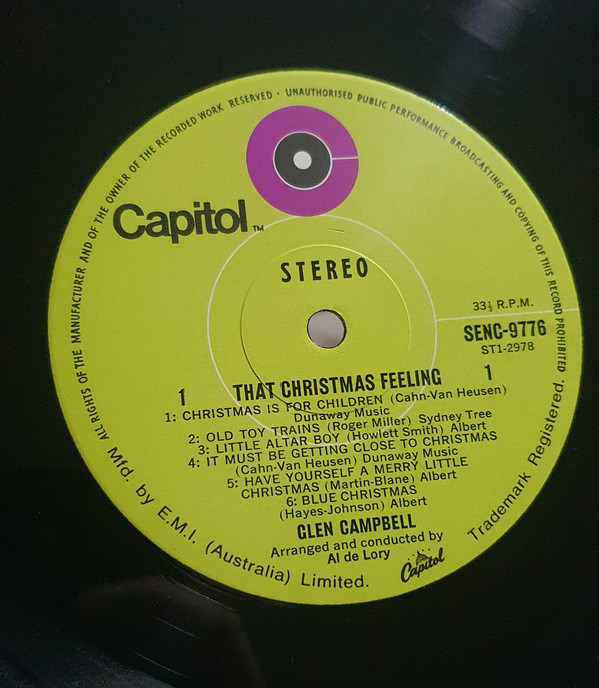 ALL RIGHTS OF THE MANUFACTURER AND OF THE OWNER OF THE RECORDED WORK RESERVED · UNAUTHORISED PUBLIC PERFORMANCE BROADCASTING AND COPYING OF THIS RECORD PROHIBITED
Capitol TM
STEREO
33⅓ R.P.M.
SENC-9776
ST1-2978
1 THAT CHRISTMAS FEELING 1
1: CHRISTMAS IS FOR CHILDREN (Cahn-Van Heusen)
Dunaway Music
2: OLD TOY TRAINS (Roger Miller) Sydney Tree
3: LITTLE ALTAR BOY (Howlett Smith) Albert
4: IT MUST BE GETTING CLOSE TO CHRISTMAS
(Cahn-Van Heusen) Dunaway Music
5: HAVE YOURSELF A MERRY LITTLE
CHRISTMAS (Martin-Blane) Albert
6: BLUE CHRISTMAS
(Hayes-Johnson) Albert
GLEN CAMPBELL
Arranged and conducted by
Al de Lory
Capitol
Mfd. by E.M.I. (Australia) Limited.
Trademark Registered.